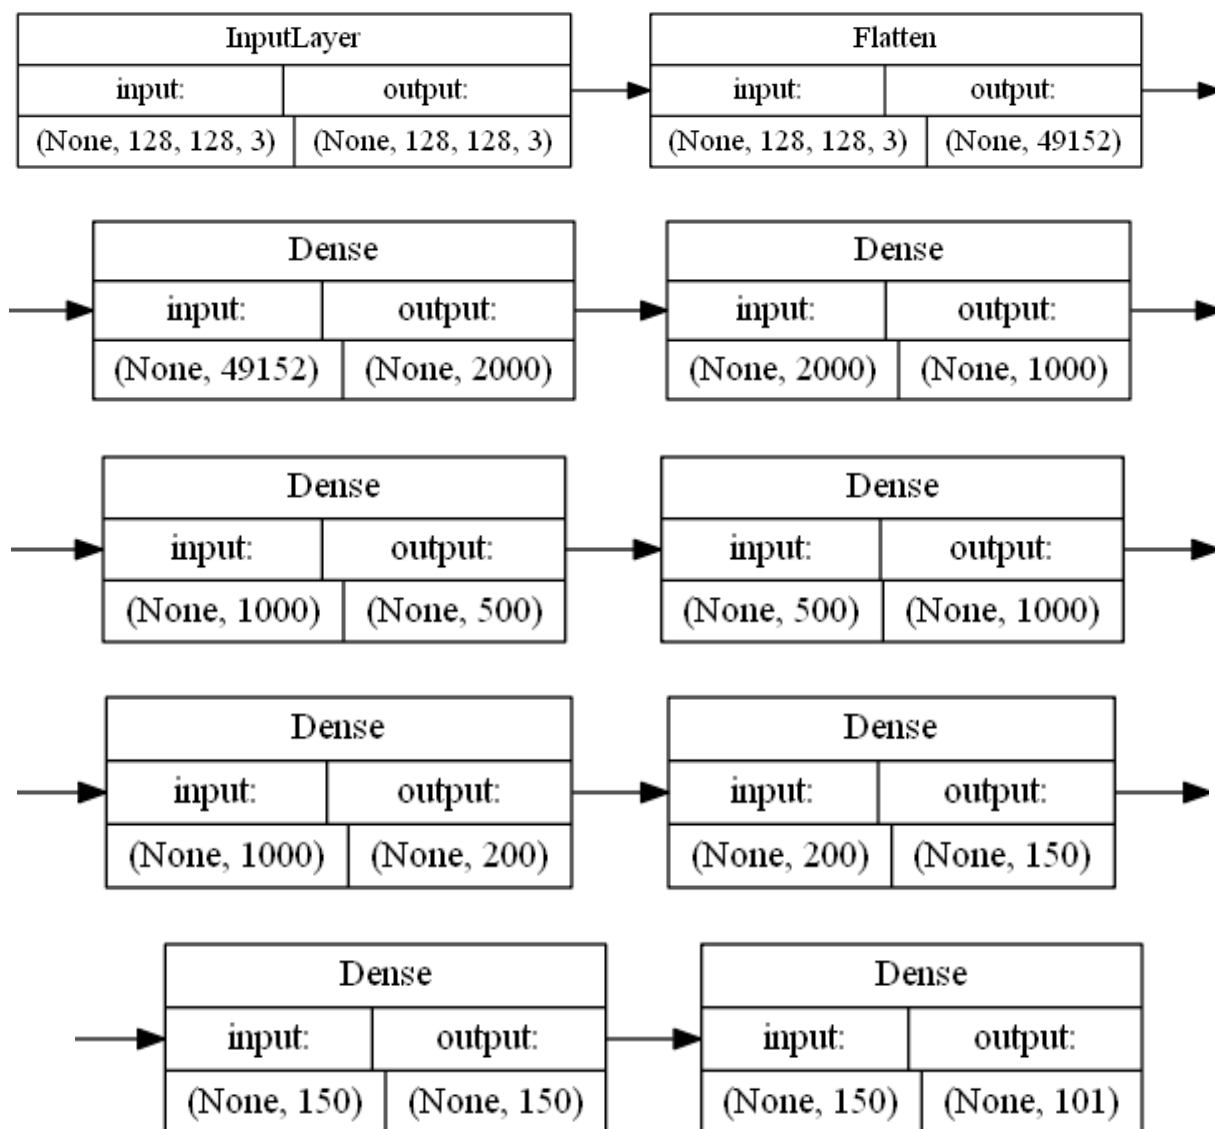 InputLayer
input: output:
(None, 128, 128, 3) (None, 128, 128, 3)
Flatten
input: output:
(None, 128, 128, 3) (None, 49152)
Dense
input: output:
(None, 49152) (None, 2000)
Dense
input: output:
(None, 2000) (None, 1000)
Dense
input: output:
(None, 1000) (None, 500)
Dense
input: output:
(None, 500) (None, 1000)
Dense
input: output:
(None, 1000) (None, 200)
Dense
input: output:
(None, 200) (None, 150)
Dense
input: output:
(None, 150) (None, 150)
Dense
input: output:
(None, 150) (None, 101)